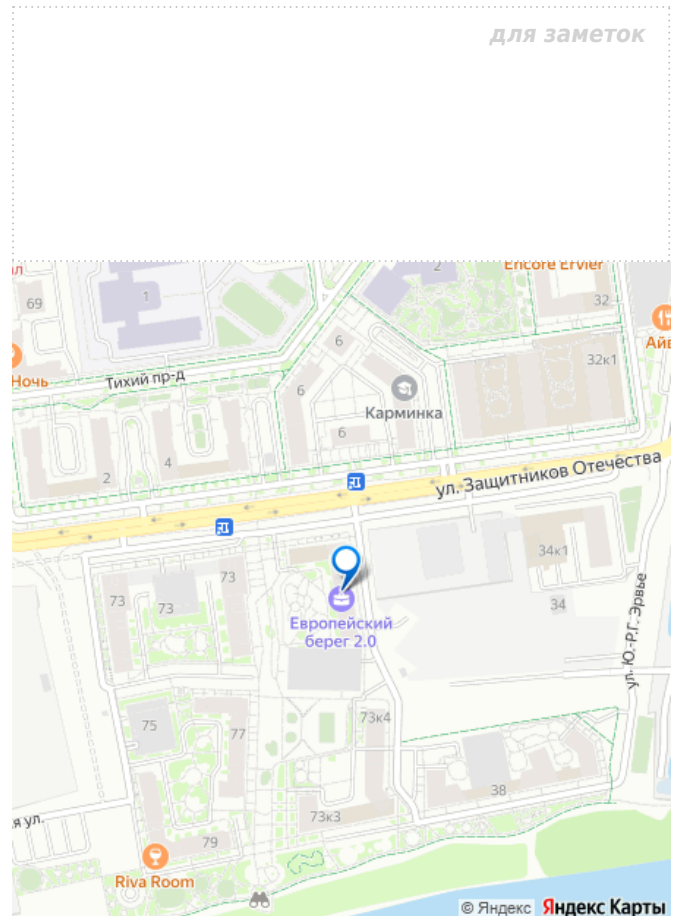 для заметок
Encore Ervier
1
2
69
32
6
Ночь
Тихий пр-д
6
Карминка
32к1
6
4
2
ул. Защитников Отечества
34к1
73
73
73
34
Европейский
берег 2.0
ул. Ю.-Р.Г. Эрвье
75
77
73к4
38
73к3
79
я ул.
Riva Room
© Яндекс Яндекс Карты